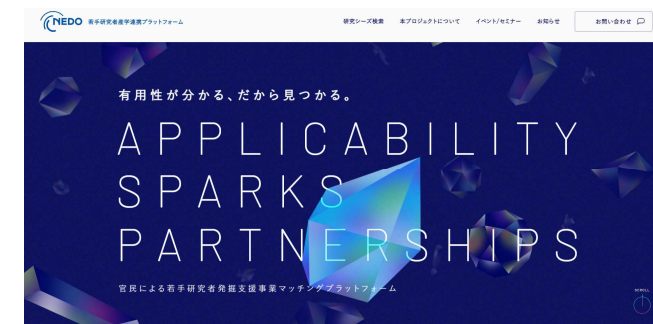 NEDO 若手研究者産学連携プラットフォーム
研究シーズ検索 本プロジェクトについて イベント/セミナー お知らせ お問い合わせ
有用性が分かる、だから見つかる。
APPLICABILITY
SPARKS
PARTNERSHIPS
官民による若手研究者発掘支援事業マッチングプラットフォーム
SCROLL